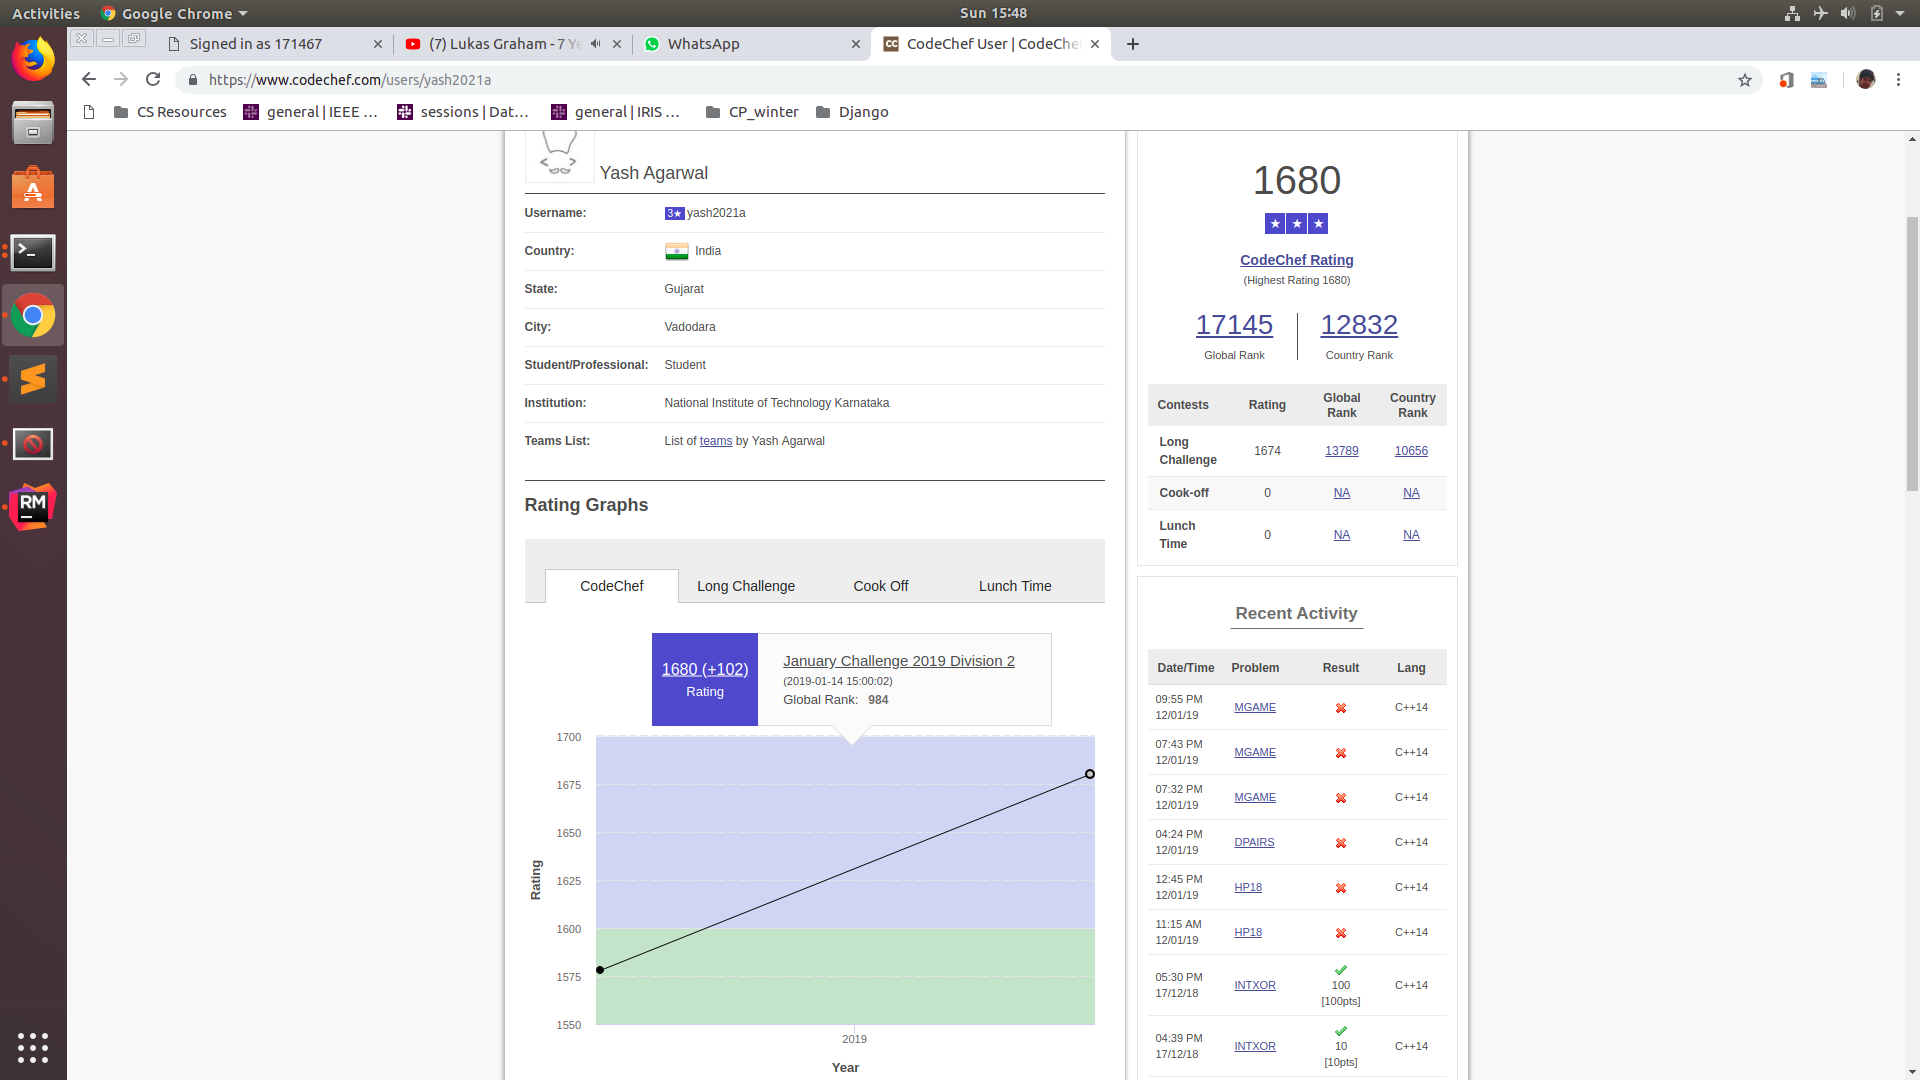 Activities
Google Chrome
Sun 15:48
Signed in as 171467
(7) Lukas Graham - 7 Ye
WhatsApp
CC
CodeChef User | CodeChe
https://www.codechef.com/users/yash2021a
CS Resources
general | IEEE ...
sessions | Dat...
general | IRIS ...
CP_winter
Django
Yash Agarwal
Username:
3★ yash2021a
Country:
India
State:
Gujarat
City:
Vadodara
Student/Professional:
Student
Institution:
National Institute of Technology Karnataka
Teams List:
List of teams by Yash Agarwal
Rating Graphs
CodeChef
Long Challenge
Cook Off
Lunch Time
1680 (+102)
Rating
January Challenge 2019 Division 2
(2019-01-14 15:00:02)
Global Rank: 984
1700
1675
1650
1625
1600
1575
1550
Rating
2019
Year
1680
★ ★ ★
CodeChef Rating
(Highest Rating 1680)
17145
Global Rank
12832
Country Rank
Contests Rating Global Rank Country Rank
Long Challenge 1674 13789 10656
Cook-off 0 NA NA
Lunch Time 0 NA NA
Recent Activity
Date/Time Problem Result Lang
09:55 PM 12/01/19 MGAME C++14
07:43 PM 12/01/19 MGAME C++14
07:32 PM 12/01/19 MGAME C++14
04:24 PM 12/01/19 DPAIRS C++14
12:45 PM 12/01/19 HP18 C++14
11:15 AM 12/01/19 HP18 C++14
05:30 PM 17/12/18 INTXOR 100 [100pts] C++14
04:39 PM 17/12/18 INTXOR 10 [10pts] C++14
RM